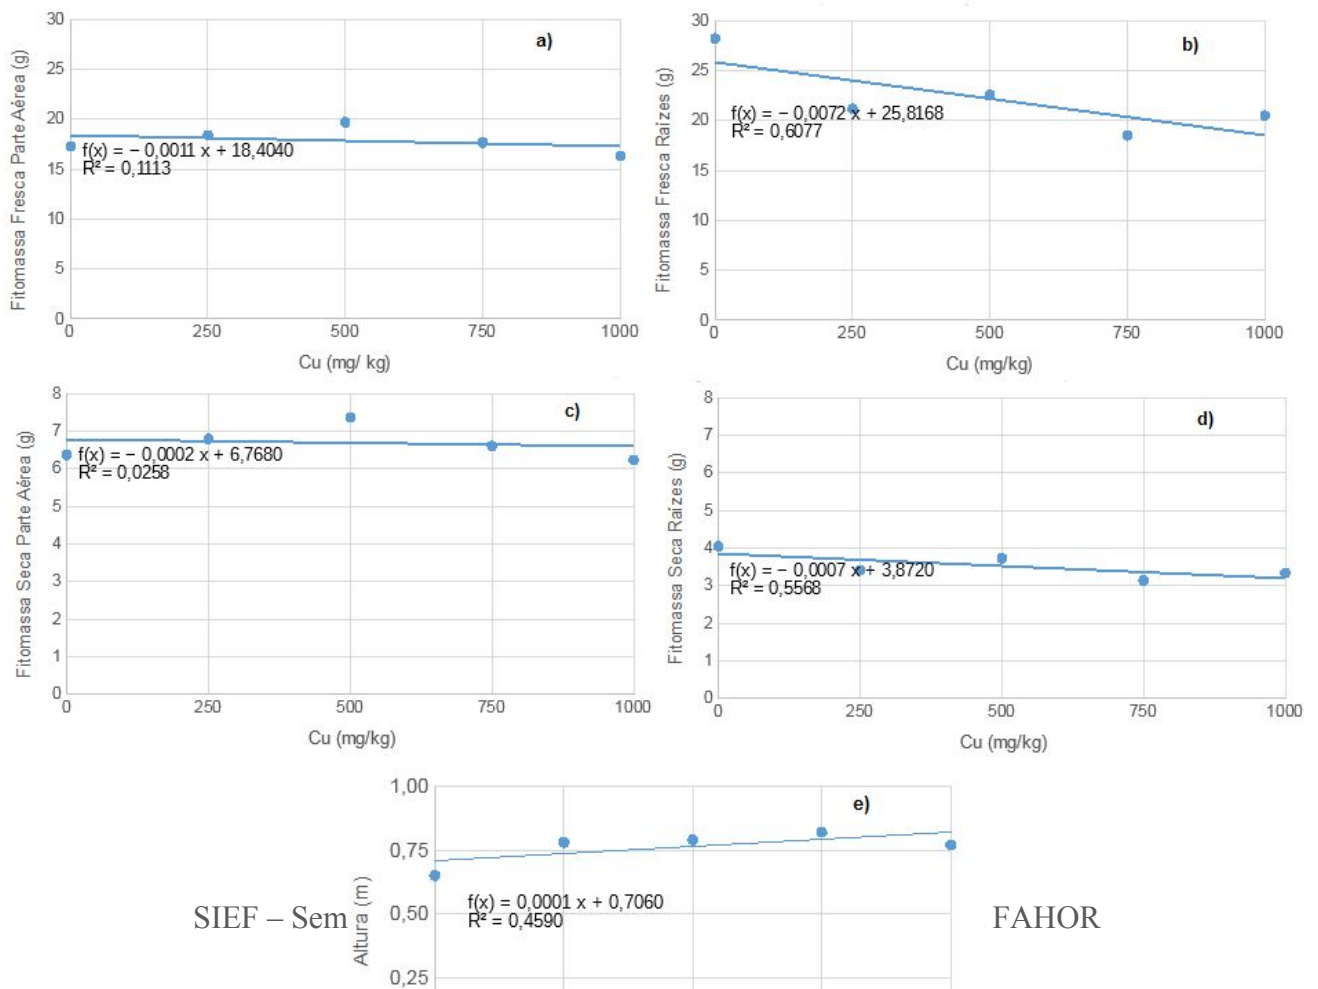 a)
Fitomassa Fresca Parte Aérea (g)
30
25
20
15
10
5
0
f(x) = − 0,0011 x + 18,4040
R² = 0,1113
0 250 500 750 1000
Cu (mg/ kg)
b)
Fitomassa Fresca Raízes (g)
30
25
20
15
10
5
0
f(x) = − 0,0072 x + 25,8168
R² = 0,6077
0 250 500 750 1000
Cu (mg/kg)
c)
Fitomassa Seca Parte Aérea (g)
8
7
6
5
4
3
2
1
0
f(x) = − 0,0002 x + 6,7680
R² = 0,0258
0 250 500 750 1000
Cu (mg/kg)
d)
Fitomassa Seca Raízes (g)
8
7
6
5
4
3
2
1
0
f(x) = − 0,0007 x + 3,8720
R² = 0,5568
0 250 500 750 1000
Cu (mg/kg)
e)
Altura (m)
1,00
0,75
0,50
0,25
f(x) = 0,0001 x + 0,7060
R² = 0,4590
SIEF – Sem
FAHOR